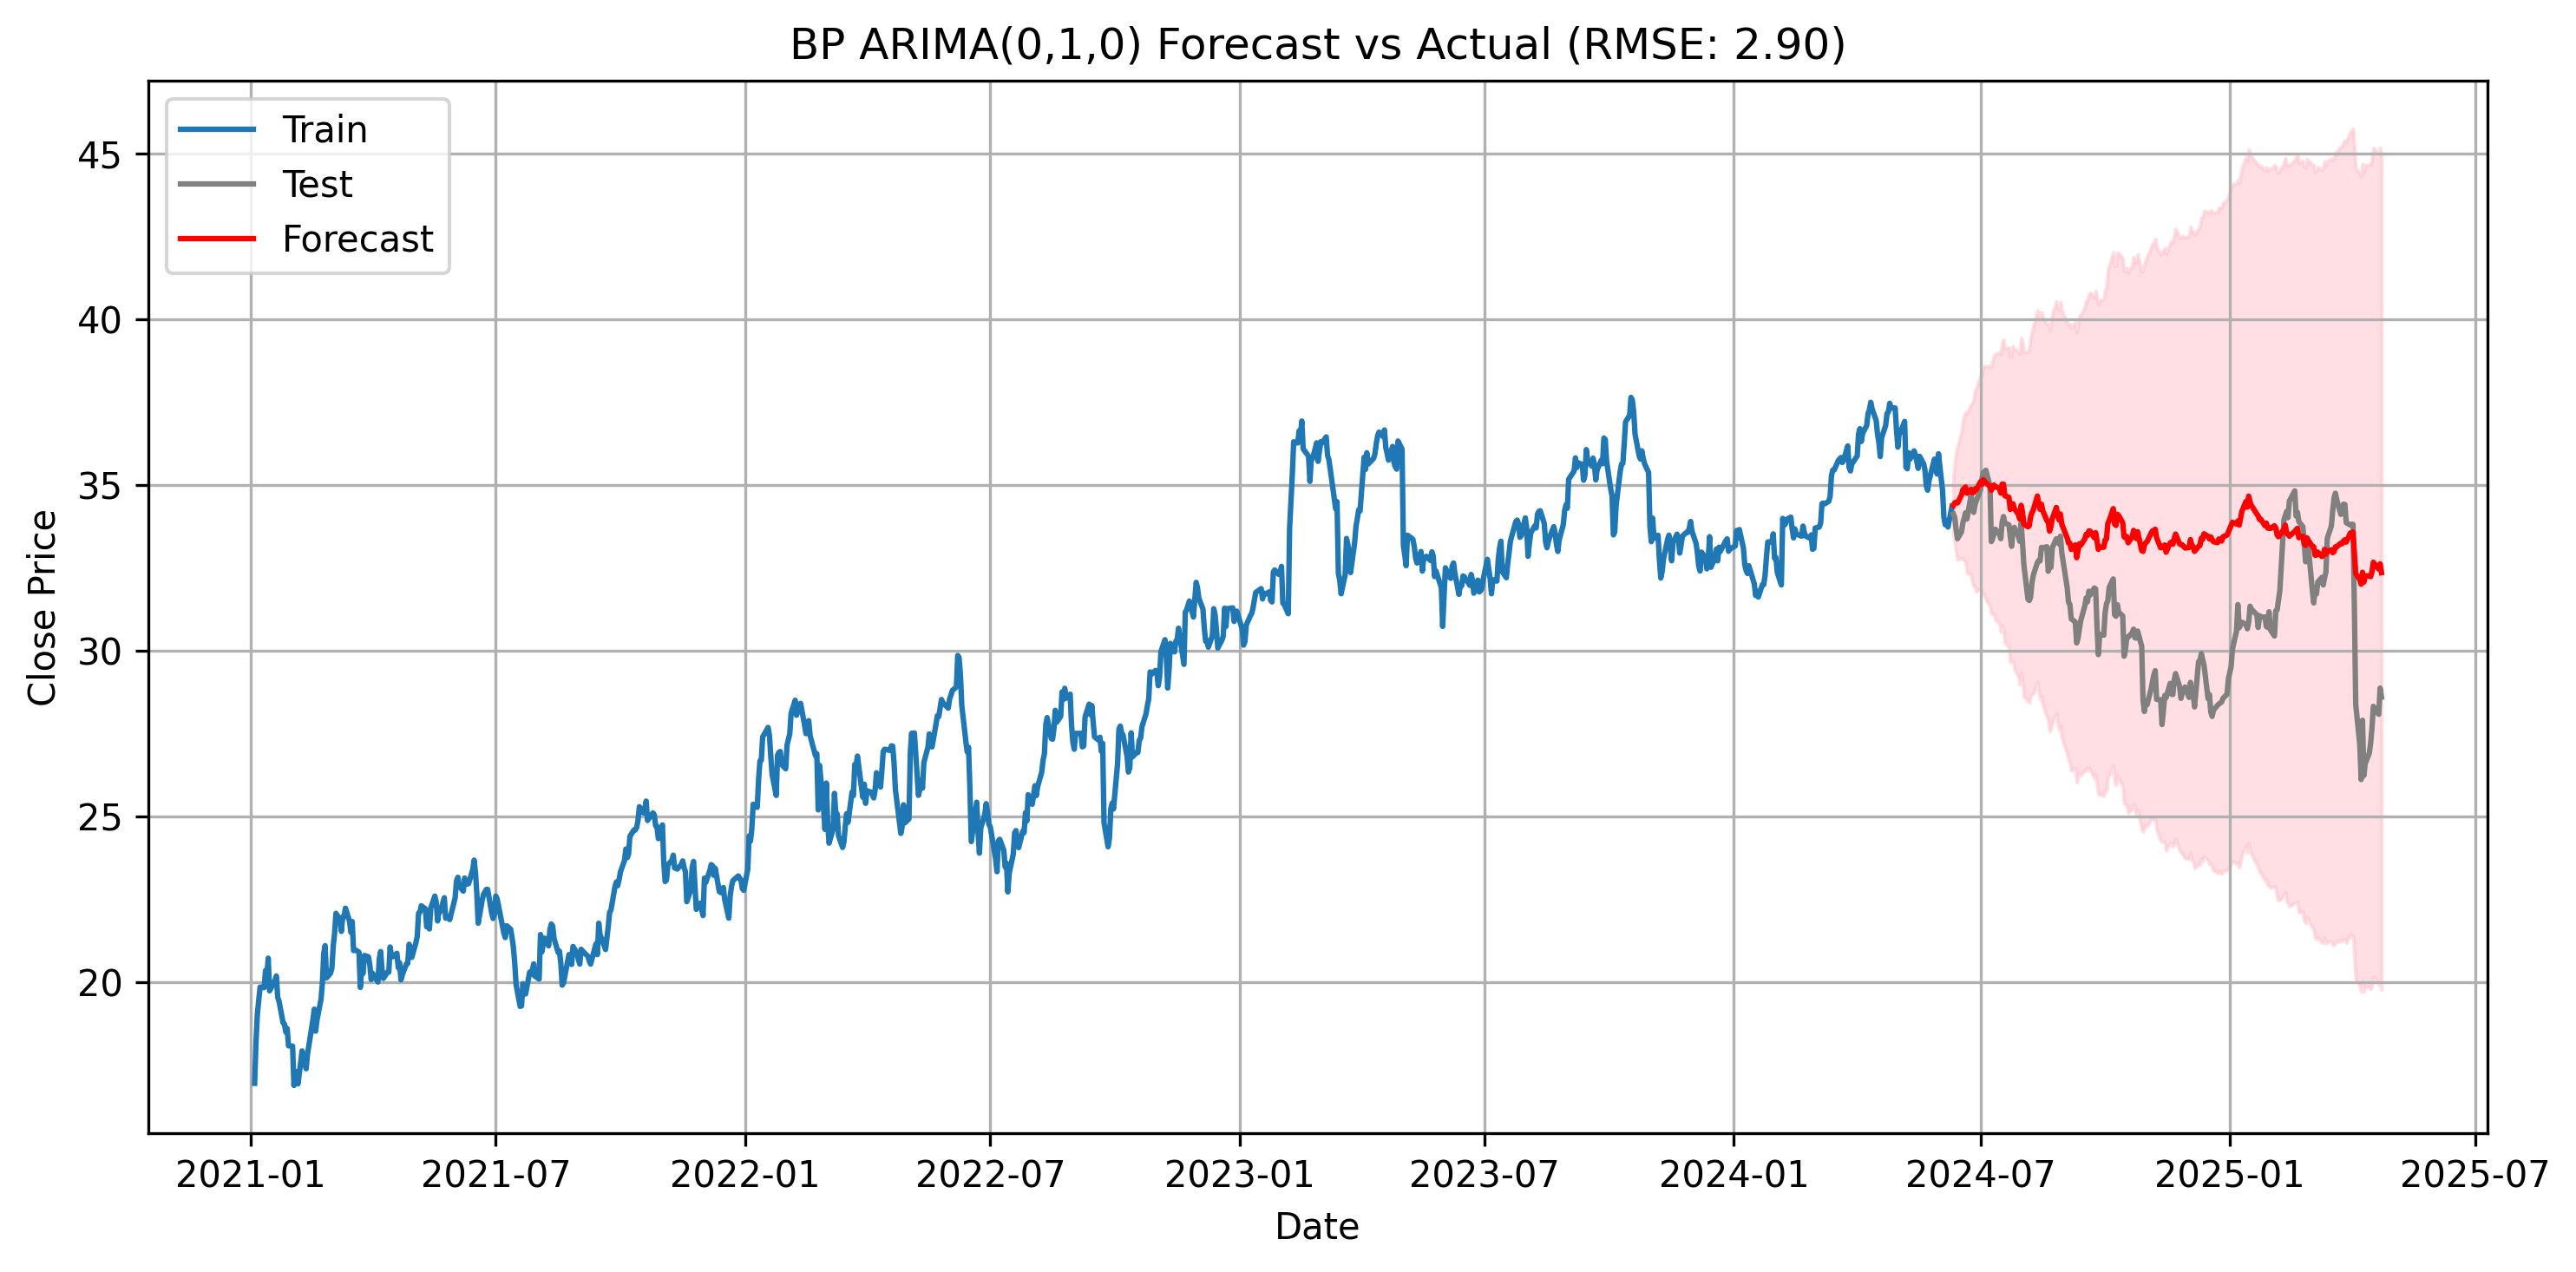 BP ARIMA(0,1,0) Forecast vs Actual (RMSE: 2.90)
Train
Test
Forecast
Close Price
45
40
35
30
25
20
2021-01 2021-07 2022-01 2022-07 2023-01 2023-07 2024-01 2024-07 2025-01 2025-07
Date